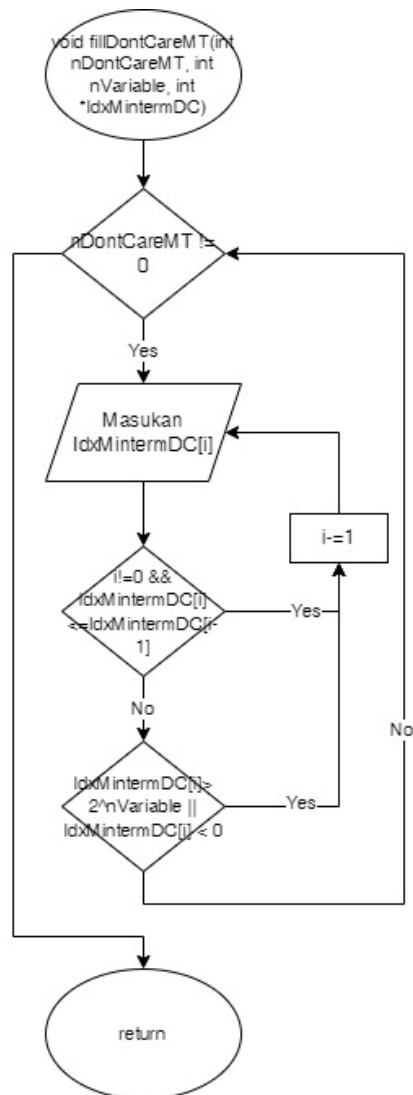 void fillDontCareMT(int
nDontCareMT, int
nVariable, int
*IdxMintermDC)
nDontCareMT !=
0
Yes
Masukan
IdxMintermDC[i]
i-=1
i!=0 &&
IdxMintermDC[i]
<=IdxMintermDC[i-
1]
Yes
No
IdxMintermDC[i]>
2^nVariable ||
IdxMintermDC[i] < 0
Yes
No
return